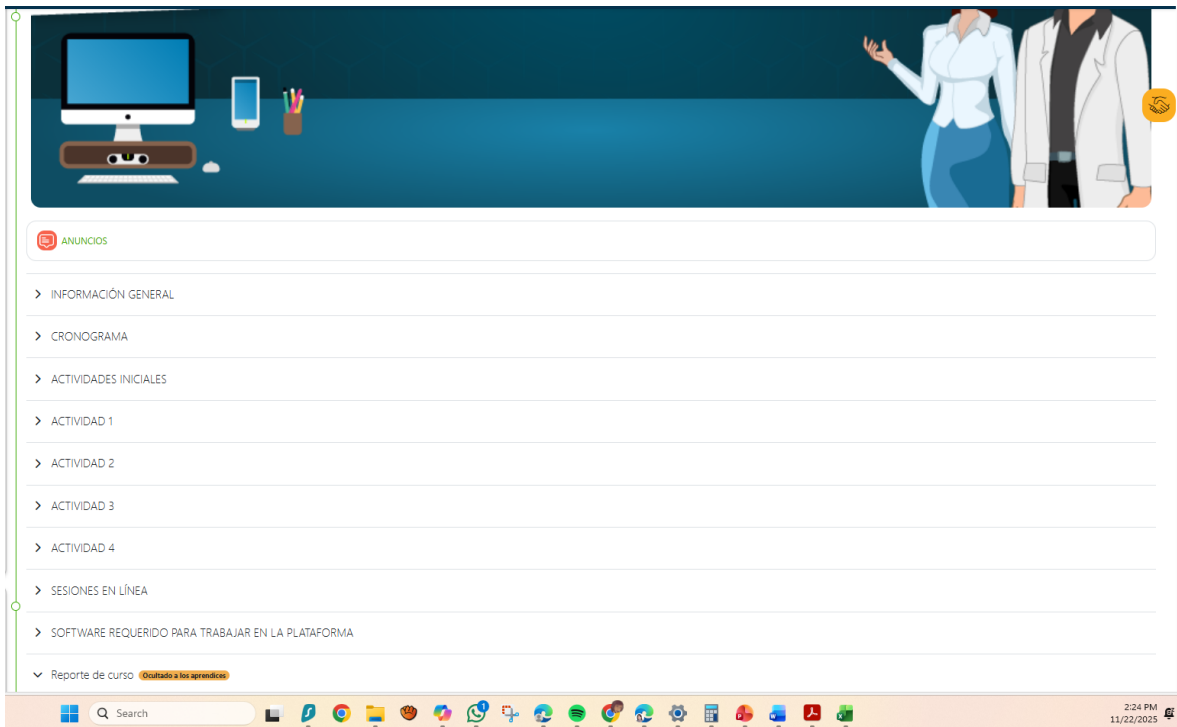 ANUNCIOS
INFORMACIÓN GENERAL
CRONOGRAMA
ACTIVIDADES INICIALES
ACTIVIDAD 1
ACTIVIDAD 2
ACTIVIDAD 3
ACTIVIDAD 4
SESIONES EN LÍNEA
SOFTWARE REQUERIDO PARA TRABAJAR EN LA PLATAFORMA
Reporte de curso Ocultado a los aprendices
Search
2:24 PM
11/22/2025